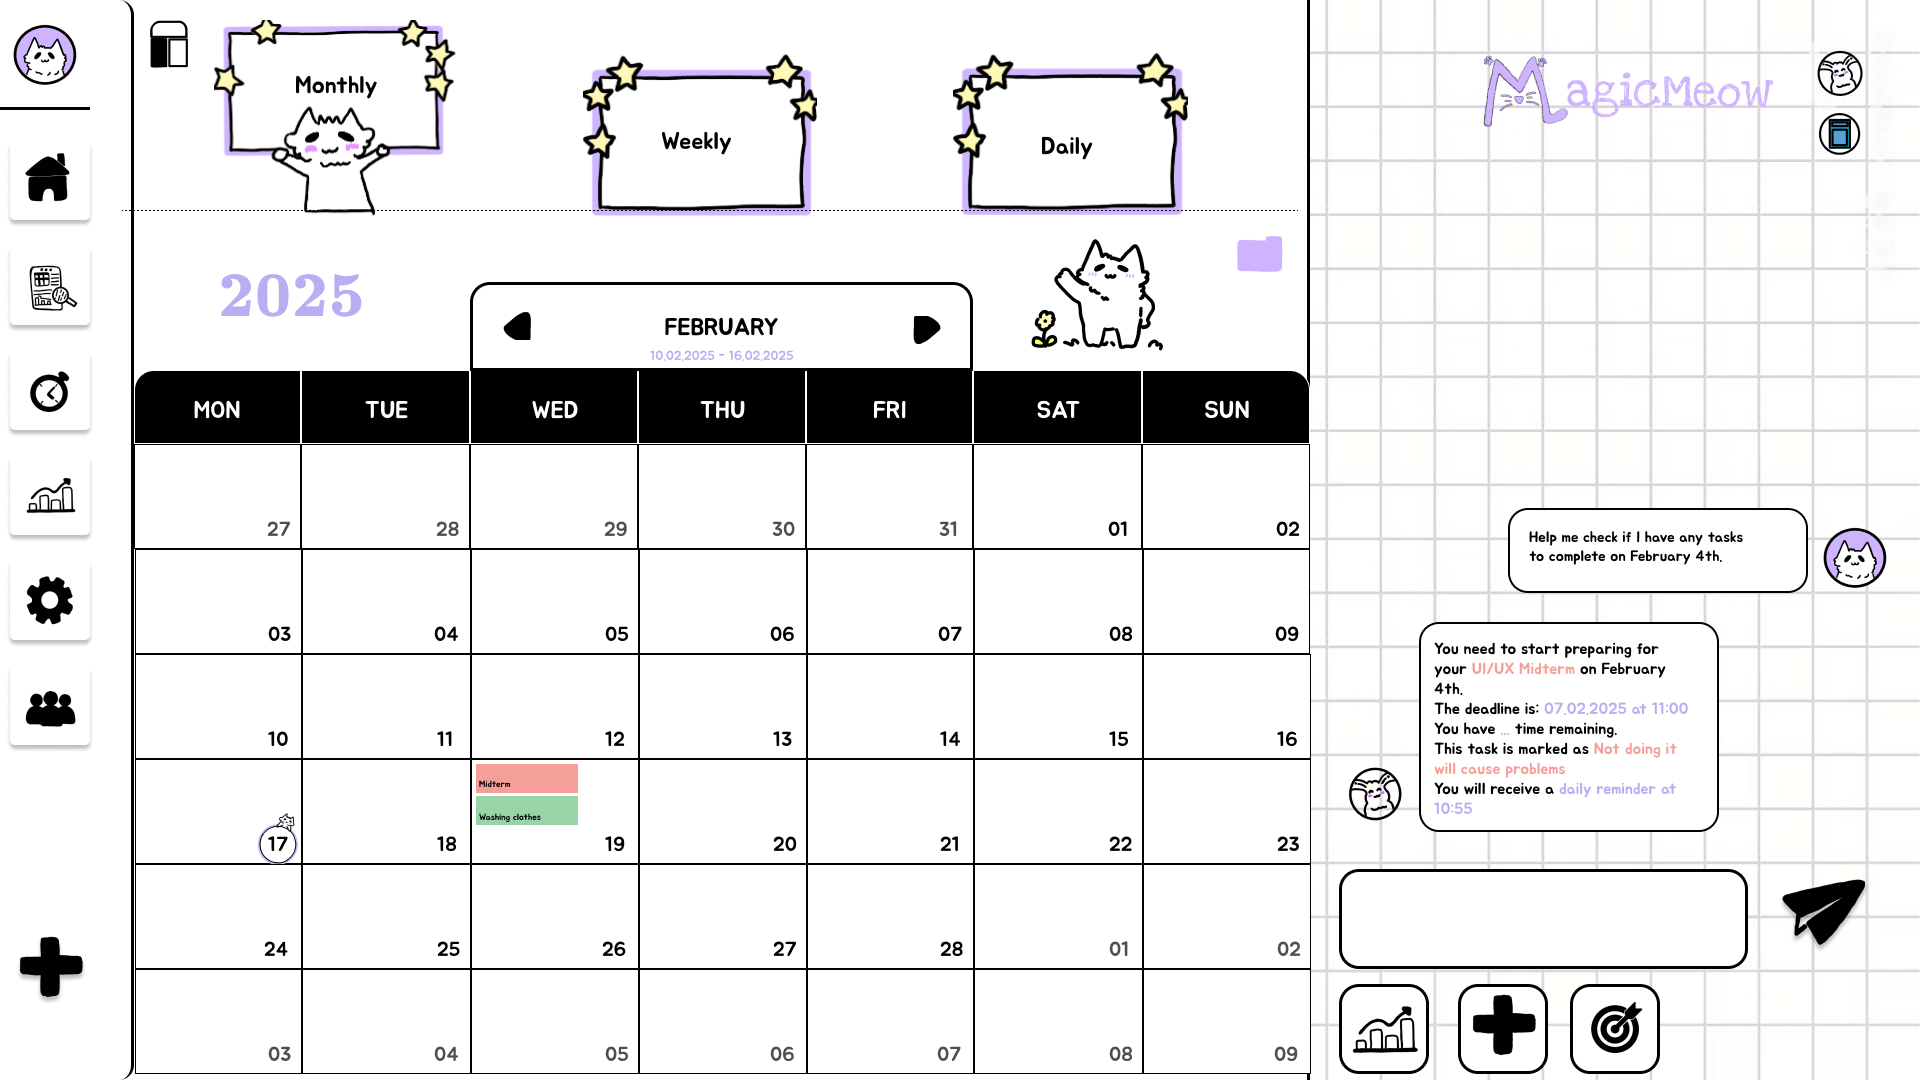 Monthly
Weekly
Daily
2025
FEBRUARY
10.02.2025 - 16.02.2025
MON TUE WED THU FRI SAT SUN
27 28 29 30 31 01 02
03 04 05 06 07 08 09
10 11 12 13 14 15 16
Midterm
Washing clothes
17 18 19 20 21 22 23
24 25 26 27 28 01 02
03 04 05 06 07 08 09
MagicMeow
Help me check if I have any tasks
to complete on February 4th.
You need to start preparing for
your UI/UX Midterm on February
4th.
The deadline is: 07.02.2025 at 11:00
You have ... time remaining.
This task is marked as Not doing it
will cause problems
You will receive a daily reminder at
10:55